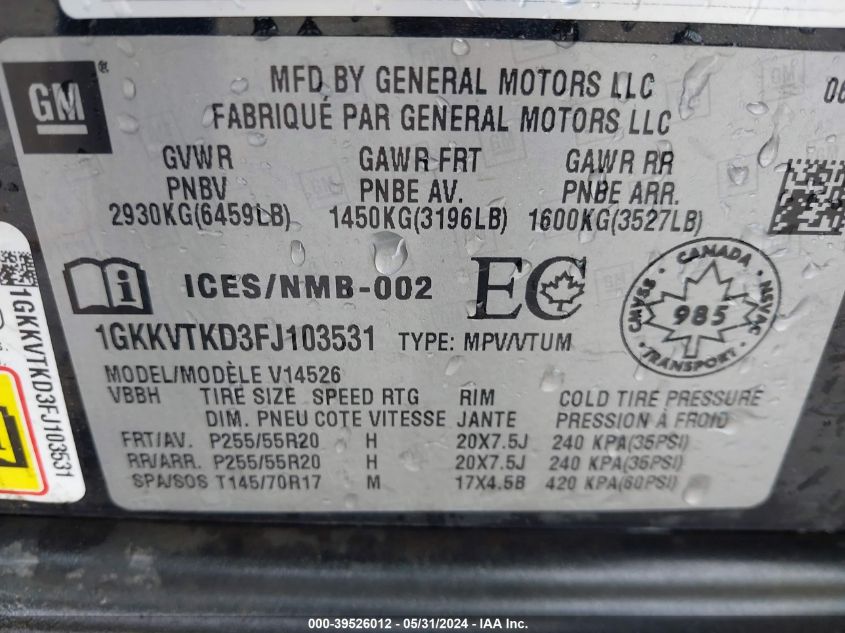 GM ®
MFD BY GENERAL MOTORS LLC 06
FABRIQUÉ PAR GENERAL MOTORS LLC
GVWR GAWR FRT GAWR RR
PNBV PNBE AV. PNBE ARR.
2930KG(6459LB) 1450KG(3196LB) 1600KG(3527LB)
i ICES/NMB-002 EC
CANADA
CMVSS NSVAC
985
TRANSPORT
1GKKVTKD3FJ103531 TYPE: MPV/VTUM
MODEL/MODÈLE V14526
VBBH TIRE SIZE SPEED RTG RIM COLD TIRE PRESSURE
DIM. PNEU COTE VITESSE JANTE PRESSION À FROID
FRT/AV. P255/55R20 H 20X7.5J 240 KPA(35PSI)
RR/ARR. P255/55R20 H 20X7.5J 240 KPA(35PSI)
SPA/SOS T145/70R17 M 17X4.5B 420 KPA(60PSI)
1GKKVTKD3FJ103531
000-39526012 - 05/31/2024 - IAA Inc.